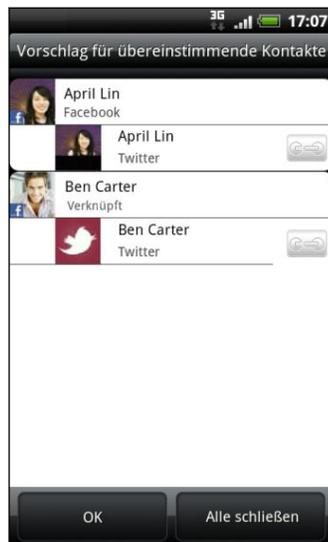 3G 17:07
Vorschlag für übereinstimmende Kontakte
April Lin
Facebook
April Lin
Twitter
Ben Carter
Verknüpft
Ben Carter
Twitter
OK
Alle schließen